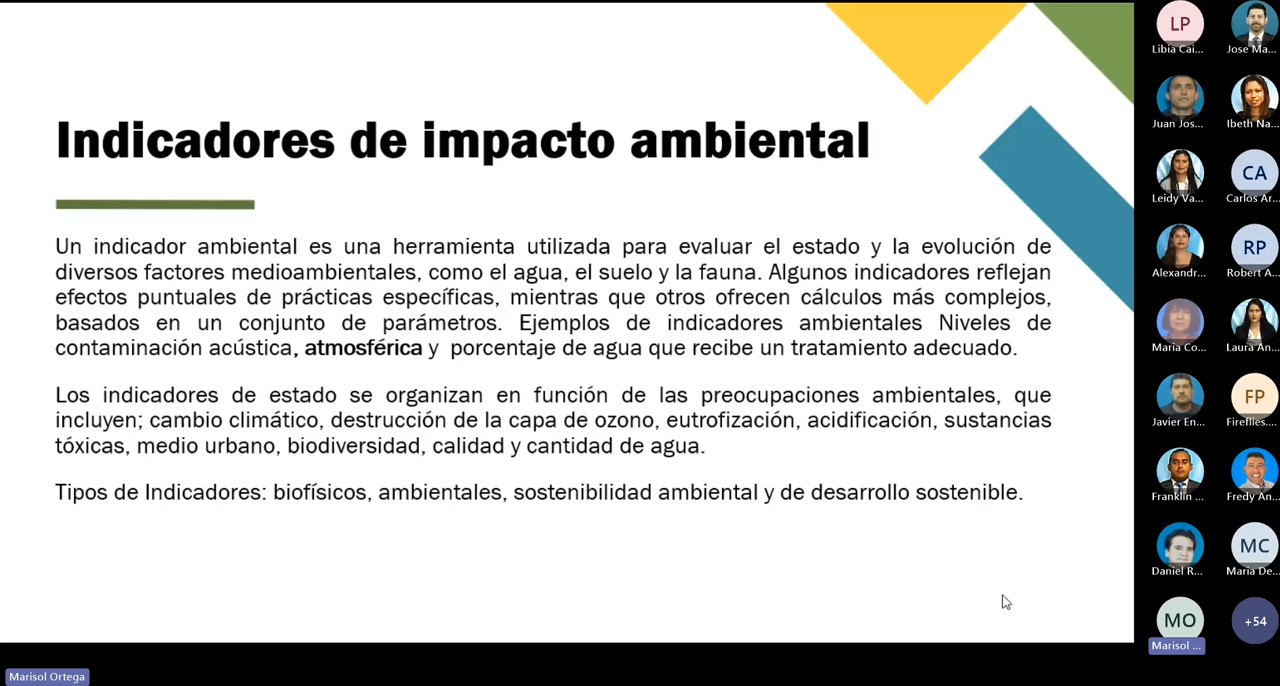 Indicadores de impacto ambiental
Un indicador ambiental es una herramienta utilizada para evaluar el estado y la evolución de
diversos factores medioambientales, como el agua, el suelo y la fauna. Algunos indicadores reflejan
efectos puntuales de prácticas específicas, mientras que otros ofrecen cálculos más complejos,
basados en un conjunto de parámetros. Ejemplos de indicadores ambientales Niveles de
contaminación acústica, atmosférica y porcentaje de agua que recibe un tratamiento adecuado.
Los indicadores de estado se organizan en función de las preocupaciones ambientales, que
incluyen; cambio climático, destrucción de la capa de ozono, eutrofización, acidificación, sustancias
tóxicas, medio urbano, biodiversidad, calidad y cantidad de agua.
Tipos de Indicadores: biofísicos, ambientales, sostenibilidad ambiental y de desarrollo sostenible.
LP
Libia Cai...
Jose Ma...
Juan Jos...
Ibeth Na...
Leidy Va...
CA
Carlos Ar...
Alexandr...
RP
Robert A...
Maria Co...
Laura An...
Javier En...
FP
Fireflies....
Franklin ...
Fredy An...
Daniel R...
MC
Maria De...
MO
Marisol ...
+54
Marisol Ortega